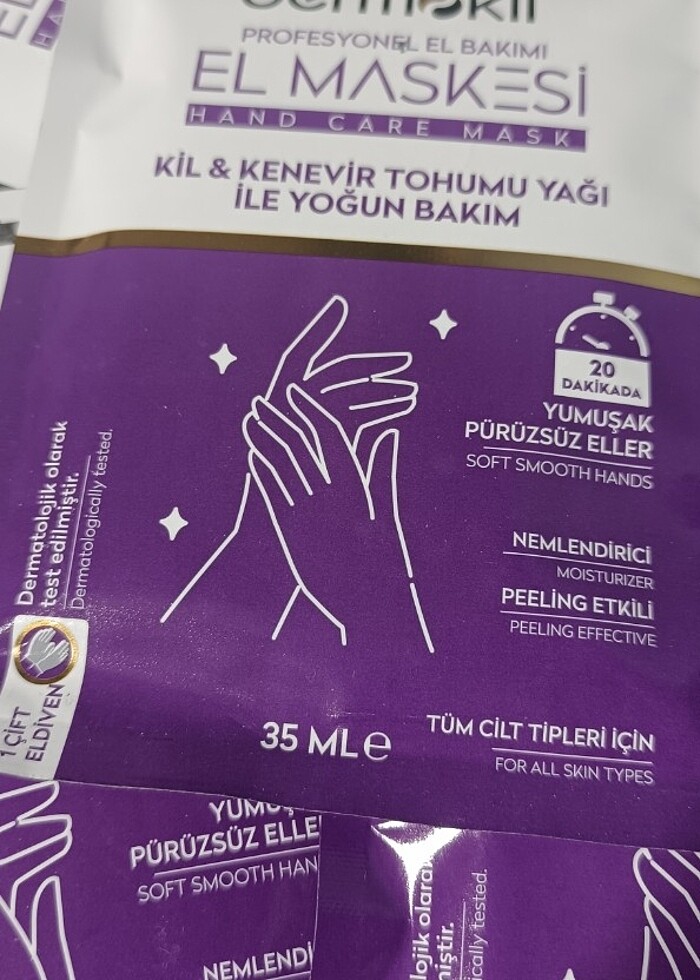 PROFESYONEL EL BAKIMI
EL MASKESİ
HAND CARE MASK
KİL & KENEVİR TOHUMU YAĞI
İLE YOĞUN BAKIM
20
DAKİKADA
YUMUŞAK
PÜRÜZSÜZ ELLER
SOFT SMOOTH HANDS
NEMLENDİRİCİ
MOISTURIZER
PEELİNG ETKİLİ
PEELING EFFECTIVE
Dermatolojik olarak
test edilmiştir.
Dermatologically tested.
1 ÇİFT
ELDİVEN
35 ML e
TÜM CİLT TİPLERİ İÇİN
FOR ALL SKIN TYPES
PÜRÜZSÜZ ELLE
SOFT SMOOTH HAN
NEMLENDİ
tested.